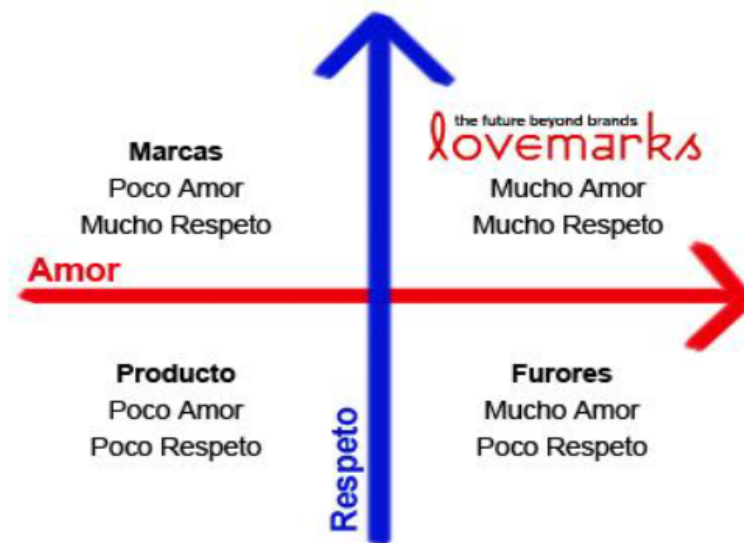 the future beyond brands
lovemarks
Marcas
Poco Amor
Mucho Respeto
Mucho Amor
Mucho Respeto
Amor
Producto
Poco Amor
Poco Respeto
Respeto
Furores
Mucho Amor
Poco Respeto